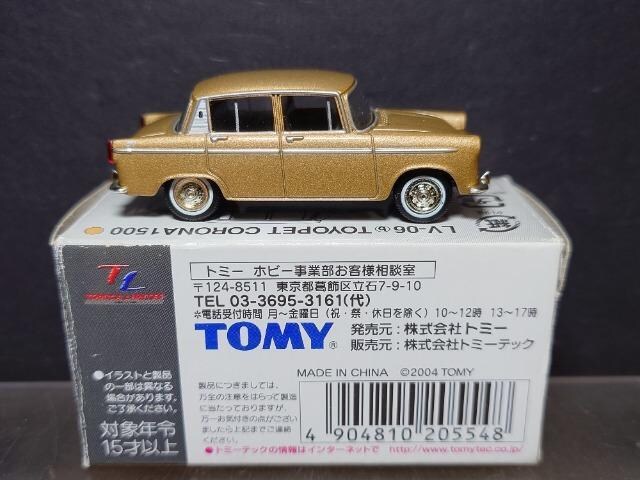 LV-06 b TOYOPET CORONA1500
トミー ホビー事業部お客様相談室
〒124-8511 東京都葛飾区立石7-9-10
TEL 03-3695-3161(代)
*電話受付時間 月~金曜日(祝・祭・休日を除く)10~12時 13~17時
TOMY® 発売元:株式会社トミー
販売元:株式会社トミーテック
MADE IN CHINA ©2004 TOMY
●イラストと製品の一部は異なる場合があります。ご了承ください。
対象年令
15才以上
製品につきましては、
万全の注意をはらって製造
に当たっておりますが、
万一お気付きの点がござい
ましたら上記までご連絡
ください。
4 904810 205548
●トミーテックの情報はインターネットで http://www.tomytec.co.jp/